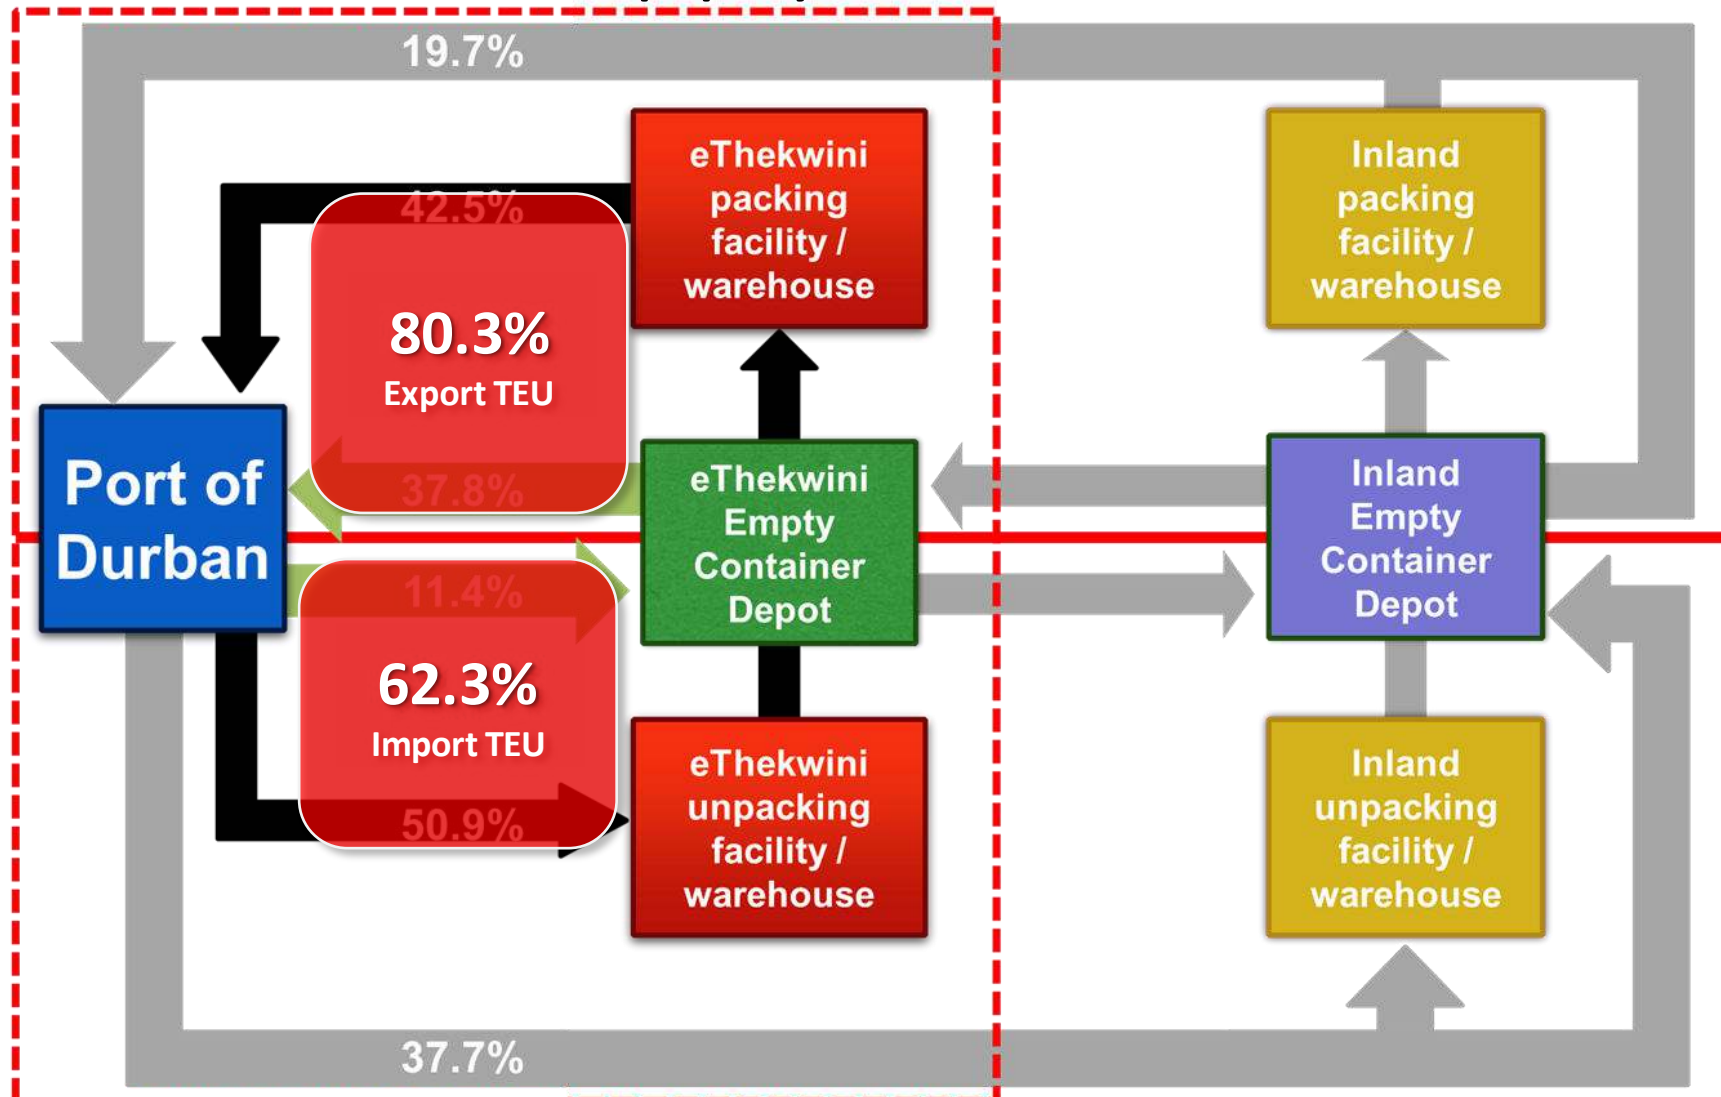 19.7%
42.5%
eThekwini
packing
facility /
warehouse
Inland
packing
facility /
warehouse
80.3%
Export TEU
Port of
Durban
37.8%
eThekwini
Empty
Container
Depot
Inland
Empty
Container
Depot
11.4%
62.3%
Import TEU
50.9%
eThekwini
unpacking
facility /
warehouse
Inland
unpacking
facility /
warehouse
37.7%